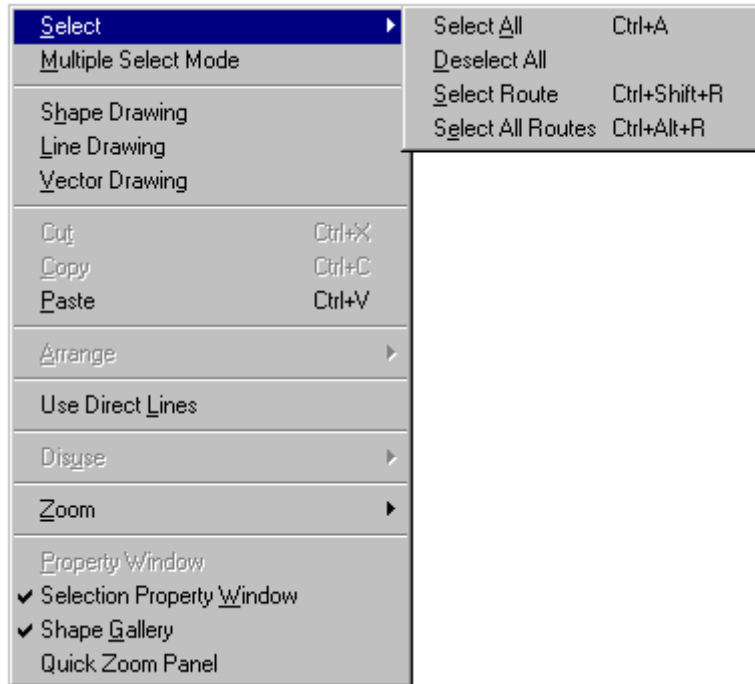 Select
Multiple Select Mode
Shape Drawing
Line Drawing
Vector Drawing
Cut Ctrl+X
Copy Ctrl+C
Paste Ctrl+V
Arrange
Use Direct Lines
Disuse
Zoom
Property Window
Selection Property Window
Shape Gallery
Quick Zoom Panel
Select All Ctrl+A
Deselect All
Select Route Ctrl+Shift+R
Select All Routes Ctrl+Alt+R